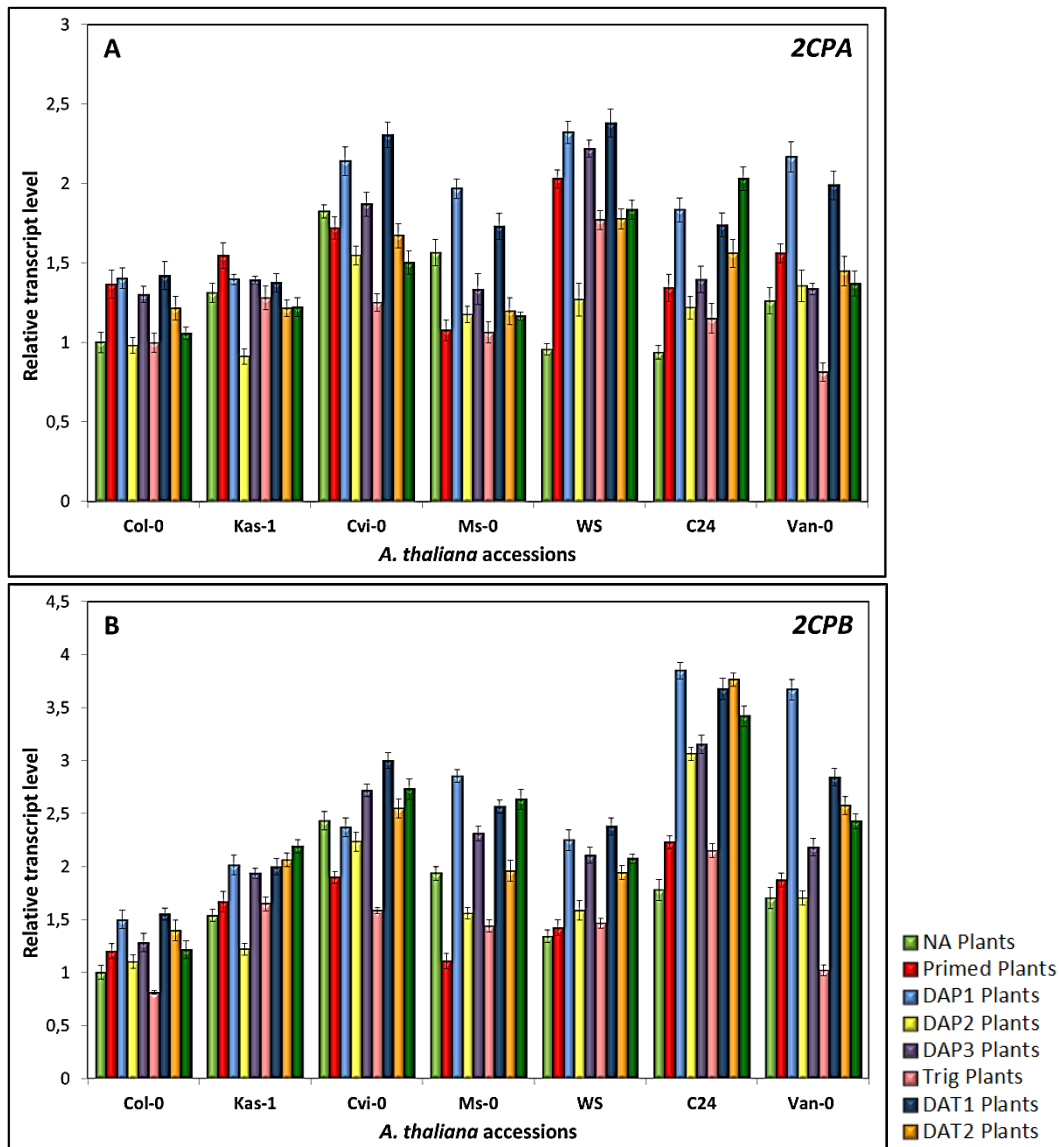 A
2CPA
3
2,5
2
1,5
1
0,5
0
Relative transcript level
Col-0 Kas-1 Cvi-0 Ms-0 WS C24 Van-0
A. thaliana accessions
B
2CPB
4,5
4
3,5
3
2,5
2
1,5
1
0,5
0
Relative transcript level
Col-0 Kas-1 Cvi-0 Ms-0 WS C24 Van-0
A. thaliana accessions
NA Plants
Primed Plants
DAP1 Plants
DAP2 Plants
DAP3 Plants
Trig Plants
DAT1 Plants
DAT2 Plants